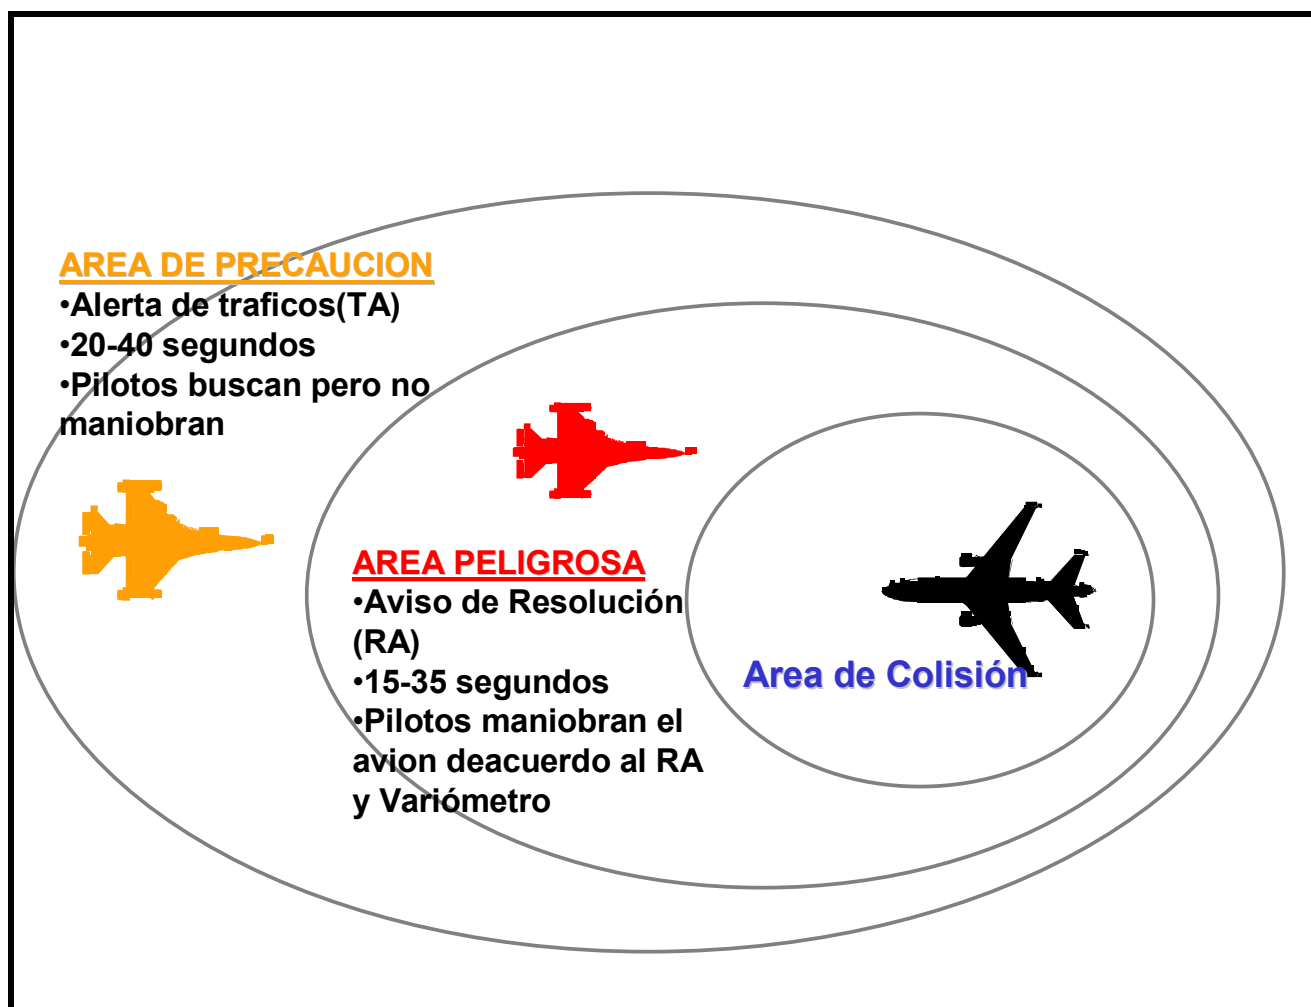 AREA DE PRECAUCION
•Alerta de traficos(TA)
•20-40 segundos
•Pilotos buscan pero no
maniobran
AREA PELIGROSA
•Aviso de Resolución
(RA)
•15-35 segundos
•Pilotos maniobran el
avion deacuerdo al RA
y Variómetro
Area de Colisión